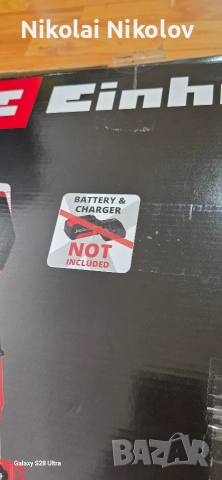 Nikolai Nikolov
Einh
BATTERY &
CHARGER
NOT
INCLUDED
Galaxy S28 Ultra
BAZAR